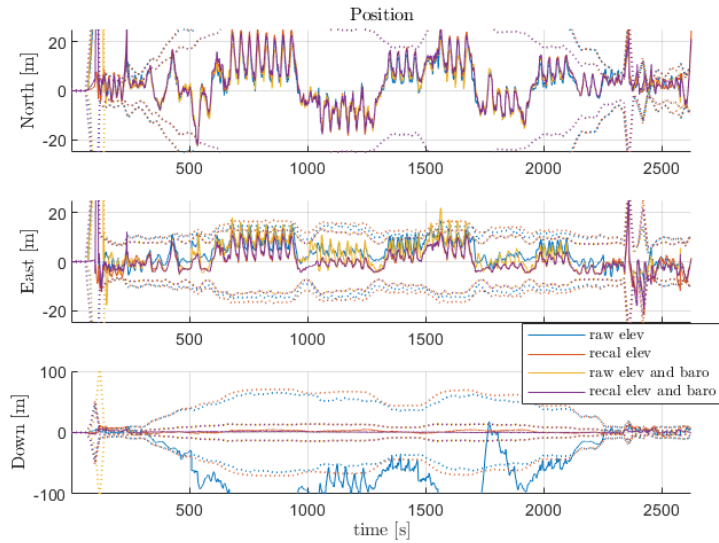 Position
North [m]
20
0
-20
500
1000
1500
2000
2500
East [m]
20
0
-20
500
1000
1500
2000
2500
raw elev
recal elev
raw elev and baro
recal elev and baro
Down [m]
100
0
-100
500
1000
1500
2000
2500
time [s]